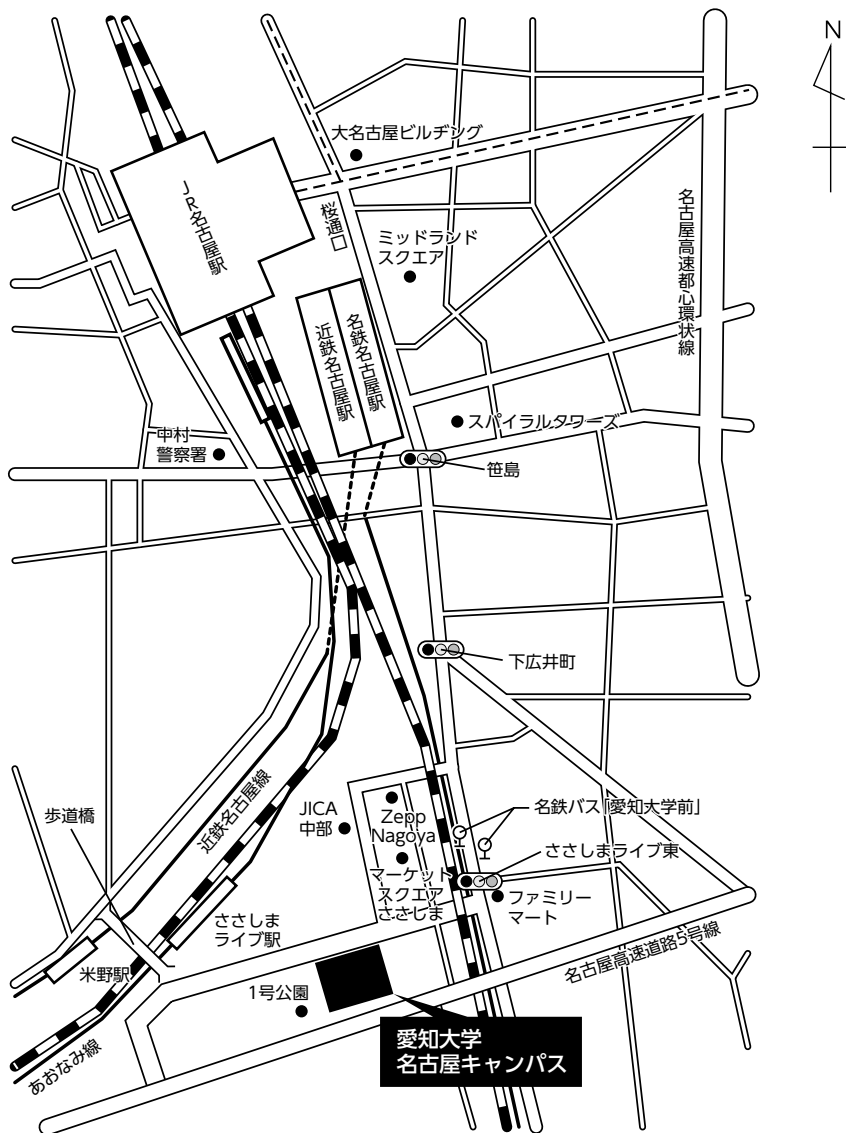 N
大名古屋ビルヂング
JR名古屋駅
桜通口
ミッドランド
スクエア
名古屋高速都心環状線
近鉄名古屋駅
名鉄名古屋駅
スパイラルタワーズ
中村
警察署
笹島
下広井町
歩道橋
近鉄名古屋線
JICA
中部
Zepp
Nagoya
名鉄バス「愛知大学前」
ささしまライブ東
マーケット
スクエア
ささしま
ファミリー
マート
ささしま
ライブ駅
米野駅
名古屋高速道路5号線
1号公園
あおなみ線
愛知大学
名古屋キャンパス